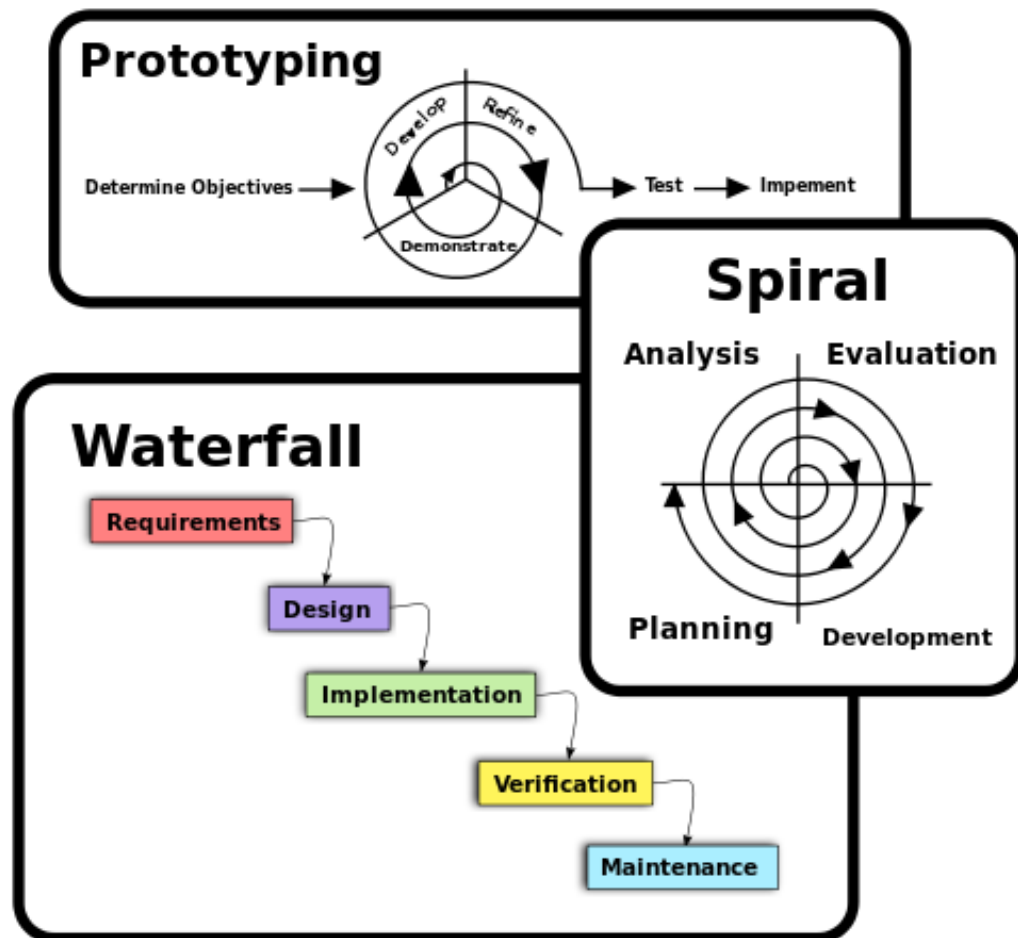 Prototyping
Develop
Refine
Determine Objectives
Test
Impement
Demonstrate
Spiral
Analysis
Evaluation
Planning
Development
Waterfall
Requirements
Design
Implementation
Verification
Maintenance